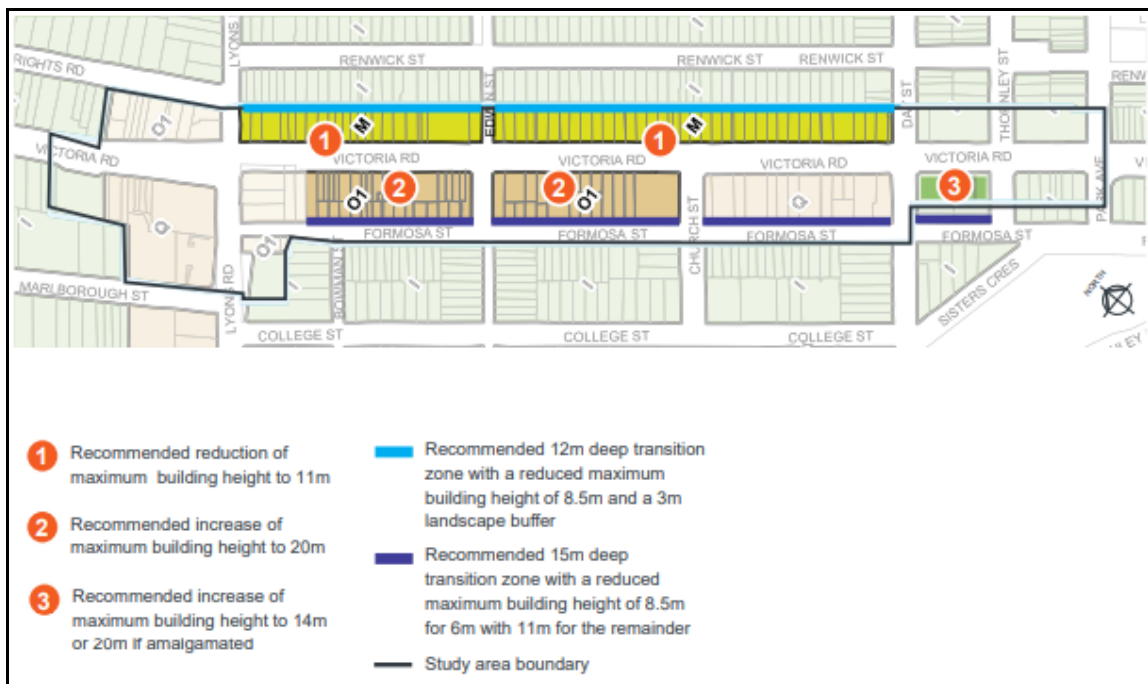 LYONS
RENWICK ST
RENWICK ST
RENWICK ST
THORNLEY ST
RENW
RIGHTS RD
I
I
I
EDWIN ST
DAY ST
O1
M
M
1
1
VICTORIA RD
VICTORIA RD
VICTORIA RD
VICTORIA RD
VICTORIA RD
V
PARK AVE
2
2
3
O1
O1
Q
Q
I
O1
FORMOSA ST
FORMOSA ST
FORMOSA ST
FORMOSA ST
CHURCH ST
BOWMAN ST
LYONS RD
MARLBOROUGH ST
I
I
I
I
SISTERS CRES
NORTH
COLLEGE ST
COLLEGE ST
COLLEGE ST
1 Recommended reduction of
maximum building height to 11m
2 Recommended increase of
maximum building height to 20m
3 Recommended increase of
maximum building height to 14m
or 20m if amalgamated
Recommended 12m deep transition
zone with a reduced maximum
building height of 8.5m and a 3m
landscape buffer
Recommended 15m deep
transition zone with a reduced
maximum building height of 8.5m
for 6m with 11m for the remainder
Study area boundary